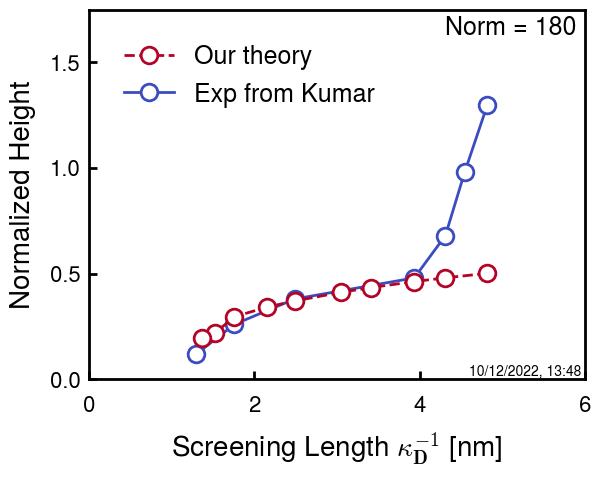 Norm = 180
Our theory
Exp from Kumar
Normalized Height
1.5
1.0
0.5
0.0
10/12/2022, 13:48
0 2 4 6
Screening Length κ_D^{-1} [nm]